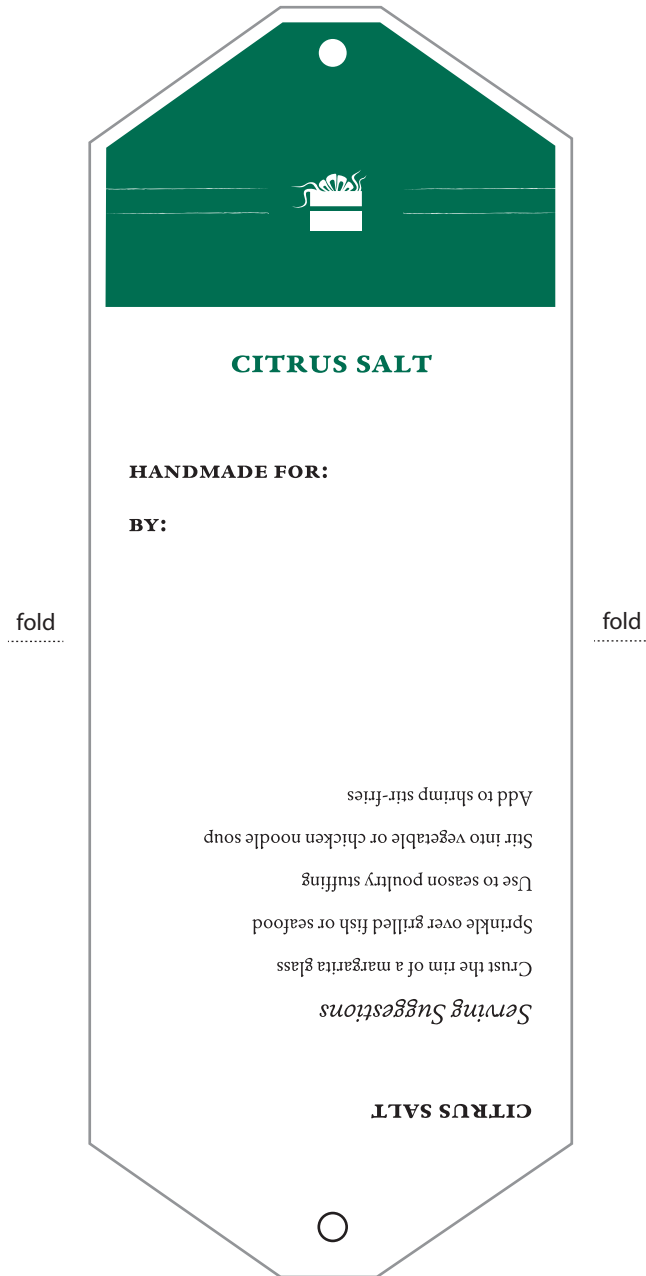 CITRUS SALT
HANDMADE FOR:
BY:
fold
fold
CITRUS SALT
Serving Suggestions
Crust the rim of a margarita glass
Sprinkle over grilled fish or seafood
Use to season poultry stuffing
Stir into vegetable or chicken noodle soup
Add to shrimp stir-fries